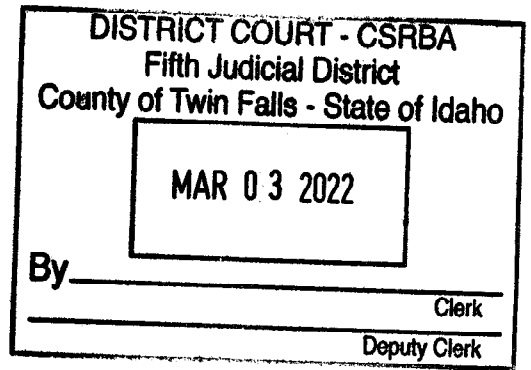 DISTRICT COURT - CSRBA
Fifth Judicial District
County of Twin Falls - State of Idaho
MAR 03 2022
By
Clerk
Deputy Clerk